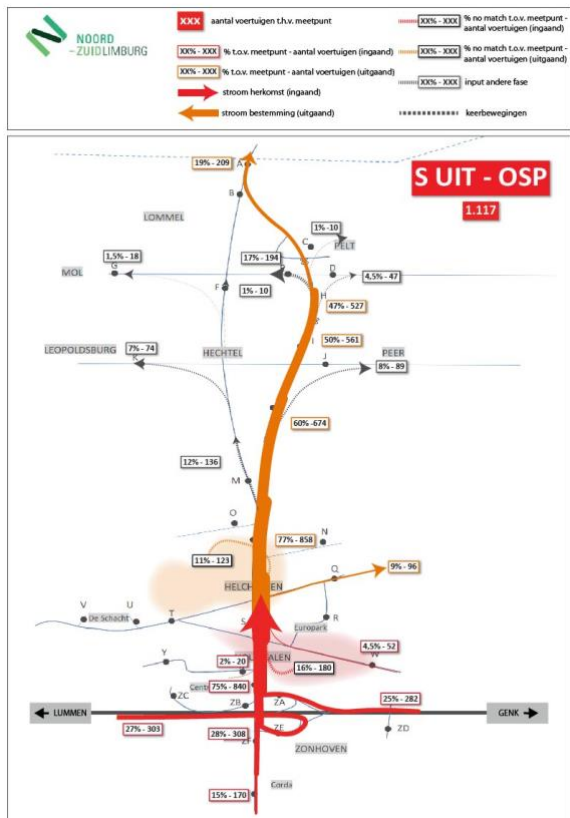 NOORD
-ZUIDLIMBURG
XXX aantal voertuigen t.h.v. meetpunt
XX% - XXX % t.o.v. meetpunt - aantal voertuigen (ingaand)
XX% - XXX % t.o.v. meetpunt - aantal voertuigen (uitgaand)
stroom herkomst (ingaand)
stroom bestemming (uitgaand)
XX% - XXX % no match t.o.v. meetpunt -
aantal voertuigen (ingaand)
XX% - XXX % no match t.o.v. meetpunt -
aantal voertuigen (uitgaand)
XX% - XXX input andere fase
keerbewegingen
S UIT - OSP
1.117
19% - 209 A
B
LOMMEL
1% - 10
C PELT
17% - 194
1,5% - 18
MOL G D 4,5% - 47
F 1% - 10 H
47% - 527
I 50% - 561
7% - 74
LEOPOLDSBURG HECHTEL J PEER
K 8% - 89
60% -674
12% - 136
M
O
77% - 858 N
11% - 123
9% - 96
Q
V U T S R
De Schacht Europark
4,5% - 52
Y W
2% - 20 16% - 180
75% - 840
ZC ZB ZA 25% - 282
LUMMEN GENK
27% - 303 ZE ZD
28% - 308
ZF ZONHOVEN
15% - 170 Corda